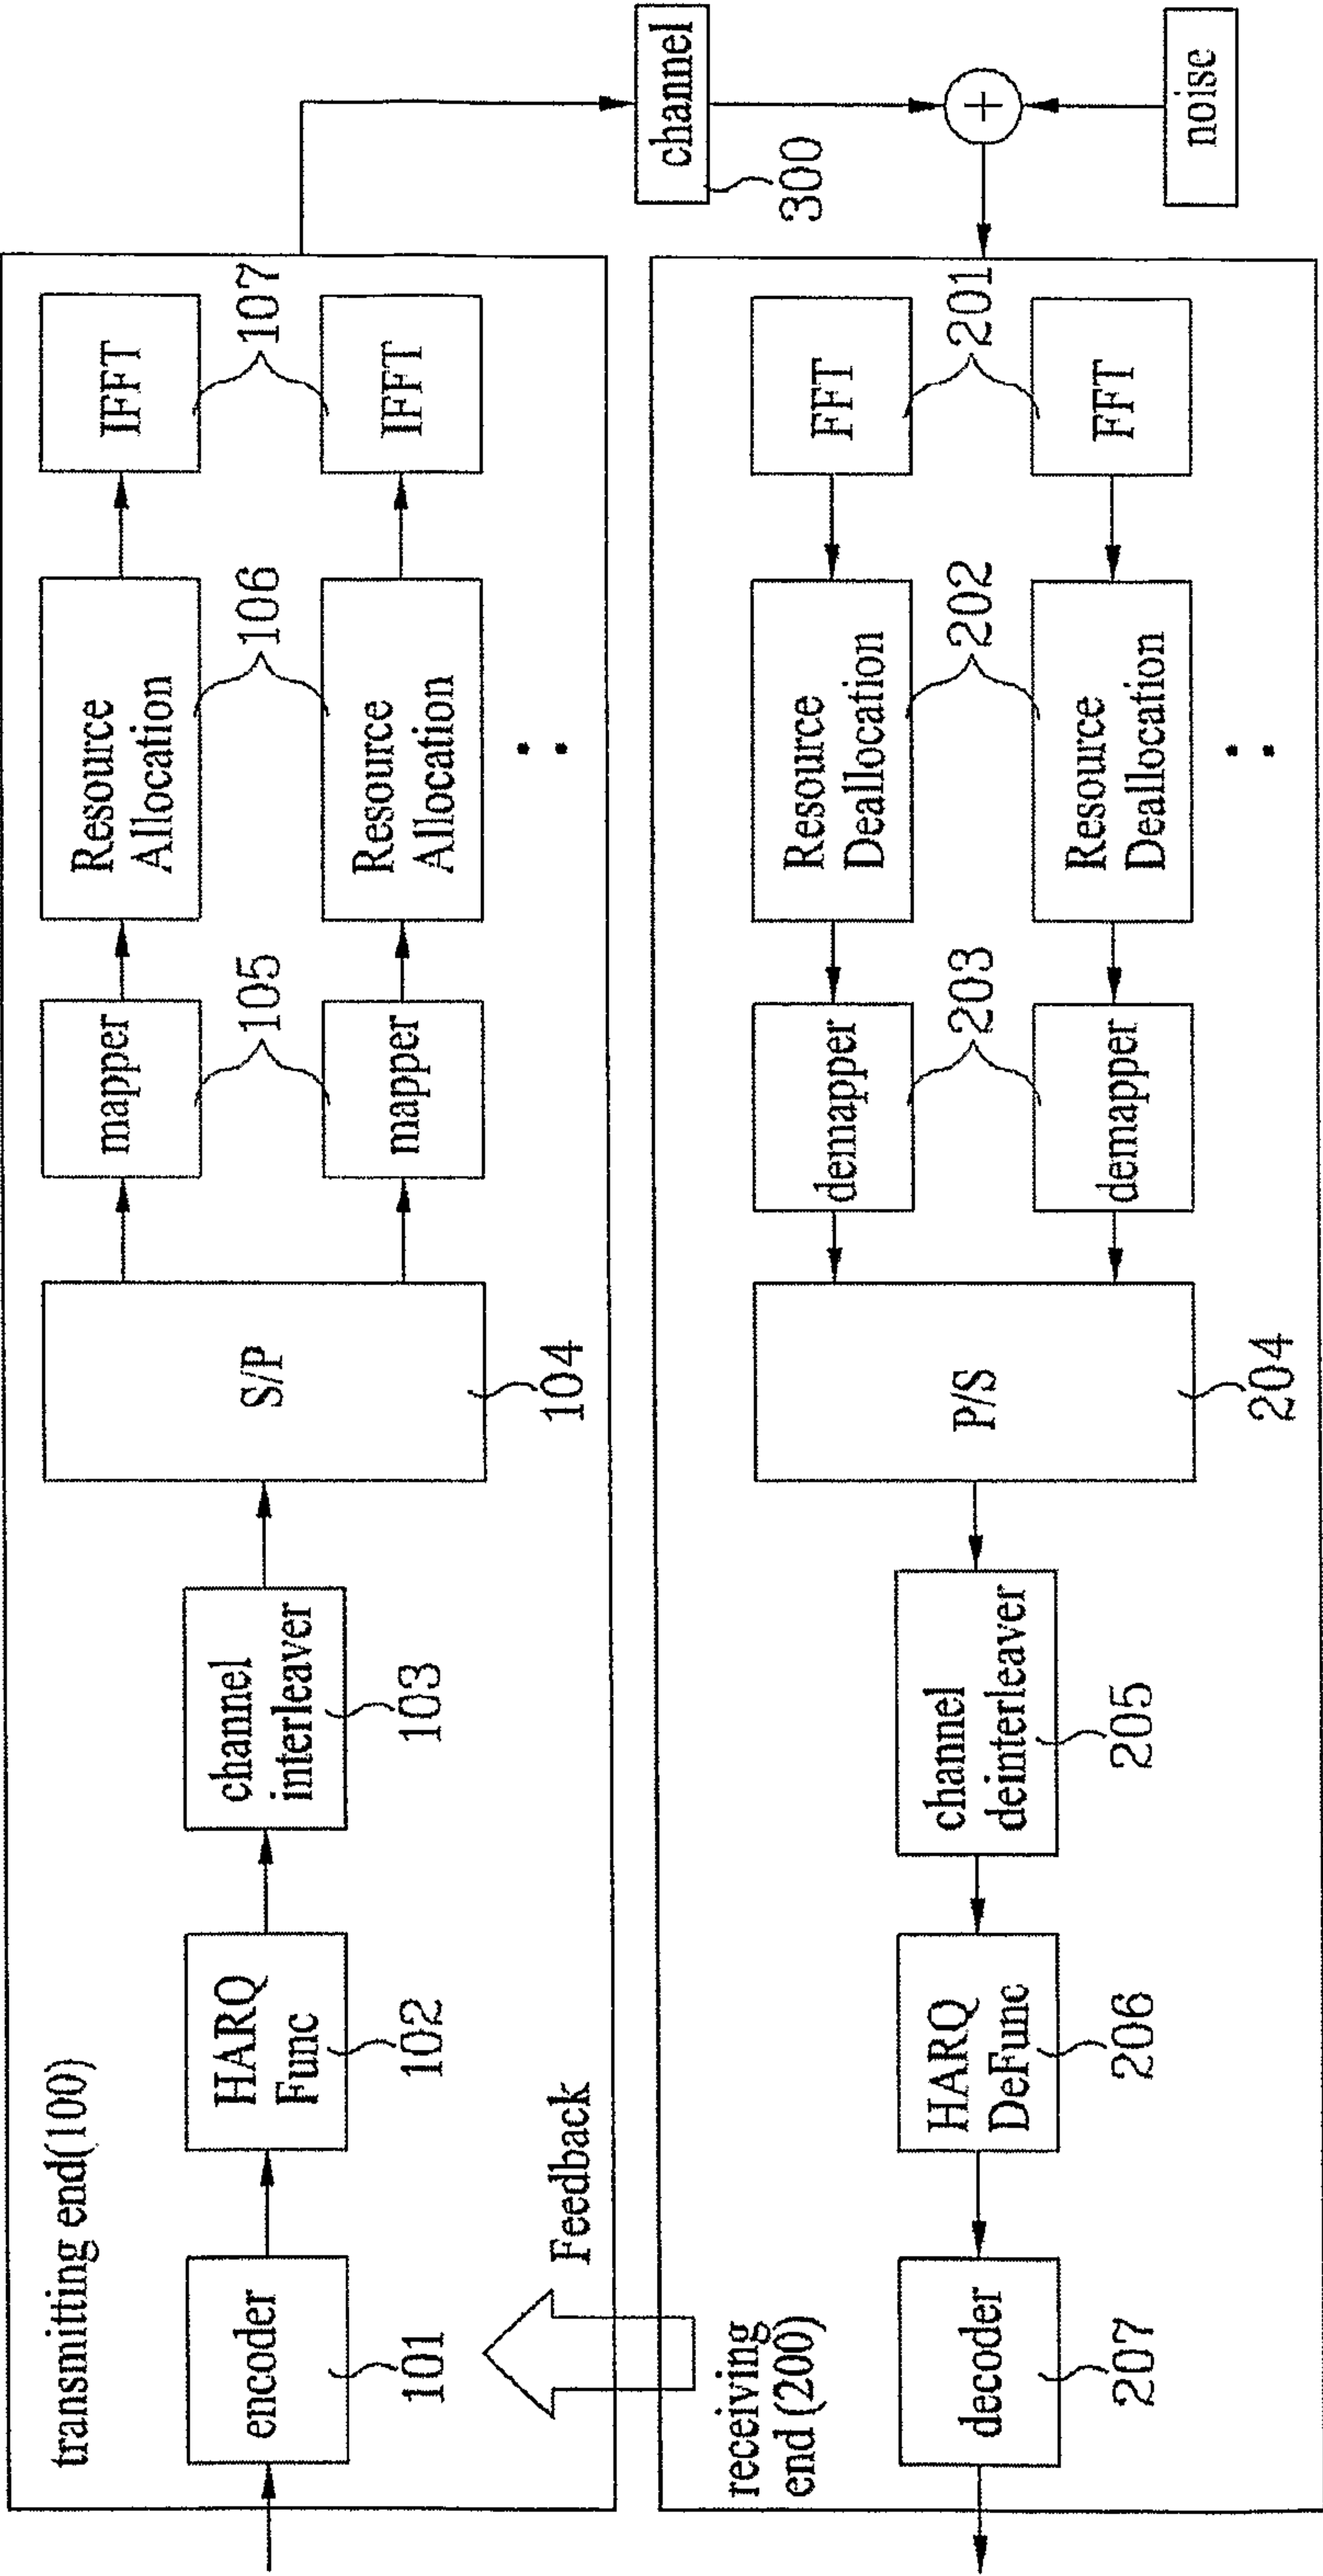 transmitting end(100)
encoder
101
HARQ
Func
102
channel
interleaver
103
S/P
104
mapper
mapper
105
Resource
Allocation
Resource
Allocation
106
IFFT
IFFT
107
channel
300
noise
+
Feedback
receiving
end (200)
FFT
FFT
201
Resource
Deallocation
Resource
Deallocation
202
demapper
demapper
203
P/S
204
channel
deinterleaver
205
HARQ
DeFunc
206
decoder
207